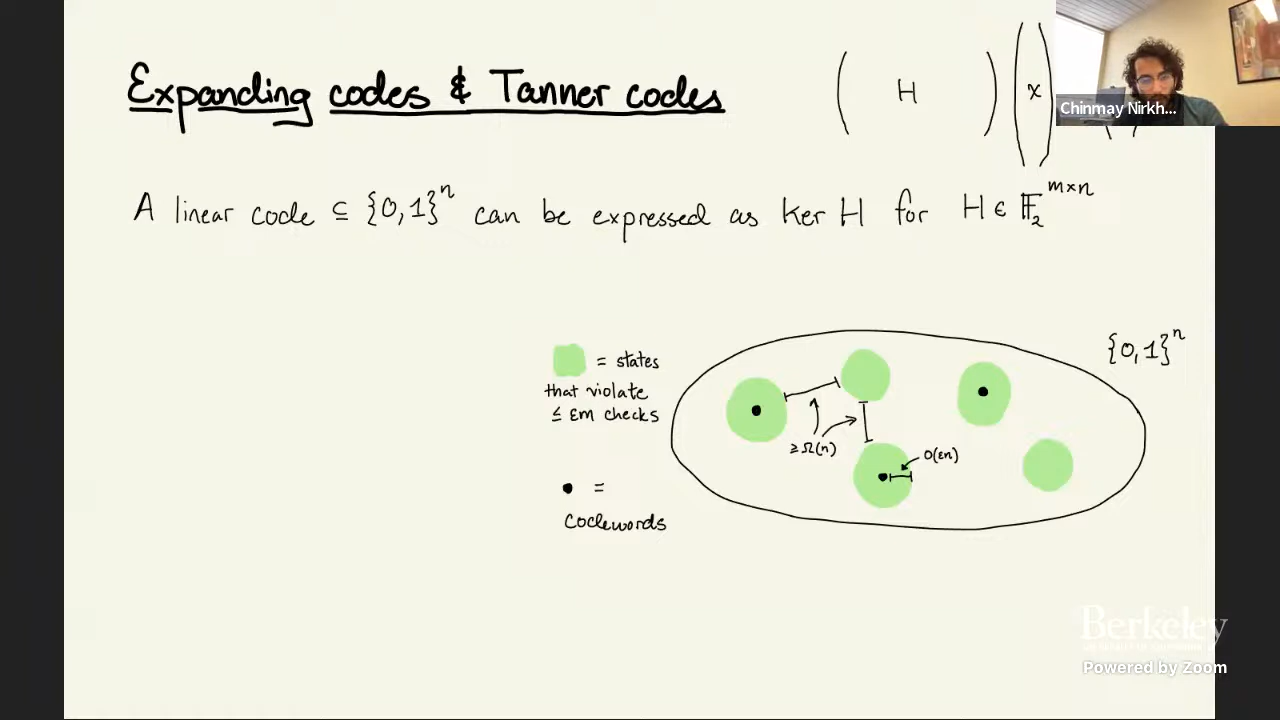 Expanding codes & Tanner codes
( H ) ( x )
Chinmay Nirkh...
A linear code ⊆ {0,1}ⁿ can be expressed as ker H for H ∈ 𝔽₂ᵐˣⁿ
{0,1}ⁿ
= states
that violate
≤ εm checks
≥ Ω(n)
O(εn)
• =
codewords
Berkeley
Powered by Zoom